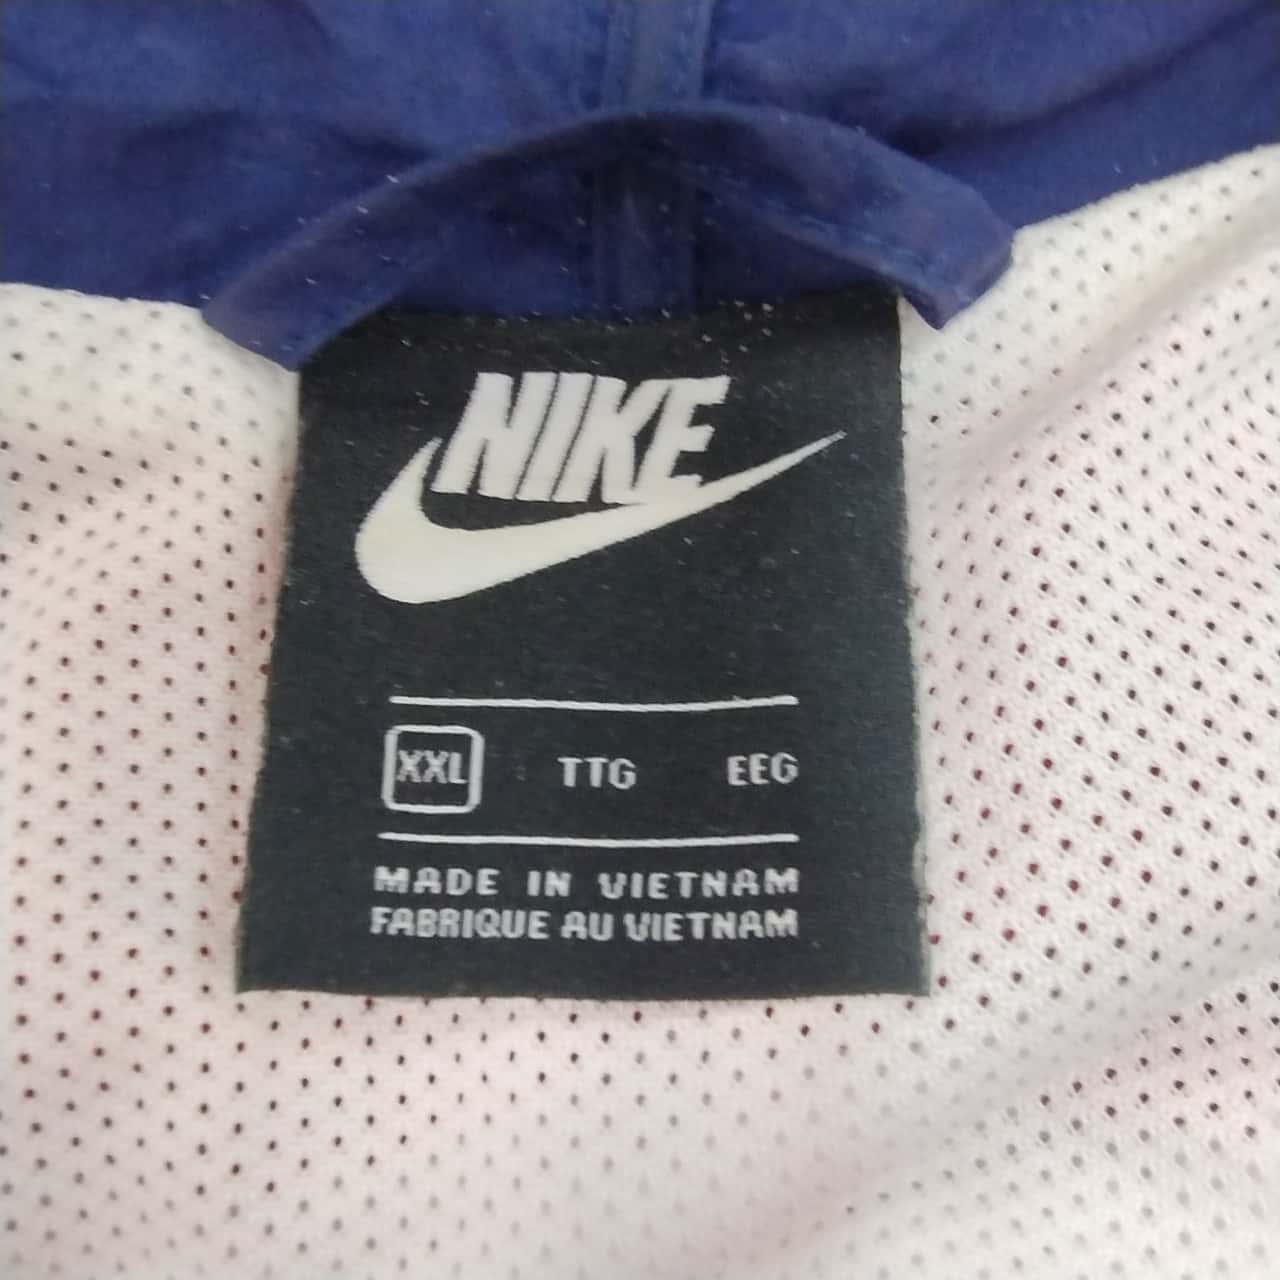 NIKE
XXL TTG EEG
MADE IN VIETNAM
FABRIQUE AU VIETNAM